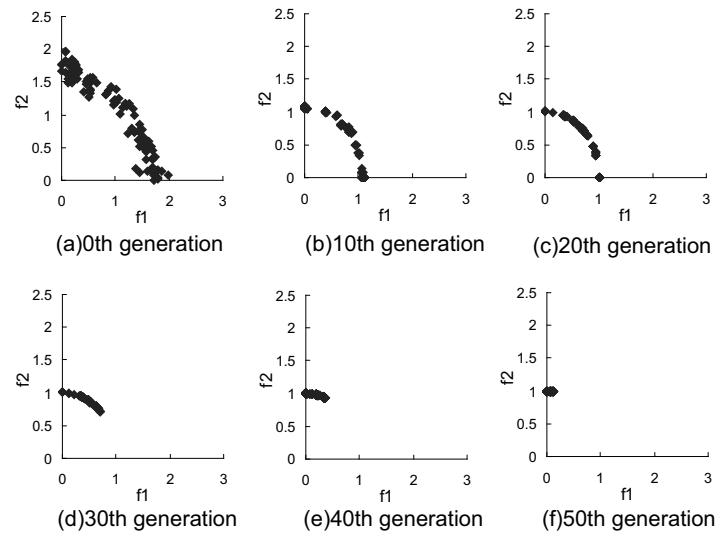 2.5
2
1.5
1
0.5
0
f2
0 1 2 3
f1
(a)0th generation
2.5
2
1.5
1
0.5
0
f2
0 1 2 3
f1
(b)10th generation
2.5
2
1.5
1
0.5
0
f2
0 1 2 3
f1
(c)20th generation
2.5
2
1.5
1
0.5
0
f2
0 1 2 3
f1
(d)30th generation
2.5
2
1.5
1
0.5
0
f2
0 1 2 3
f1
(e)40th generation
2.5
2
1.5
1
0.5
0
f2
0 1 2 3
f1
(f)50th generation